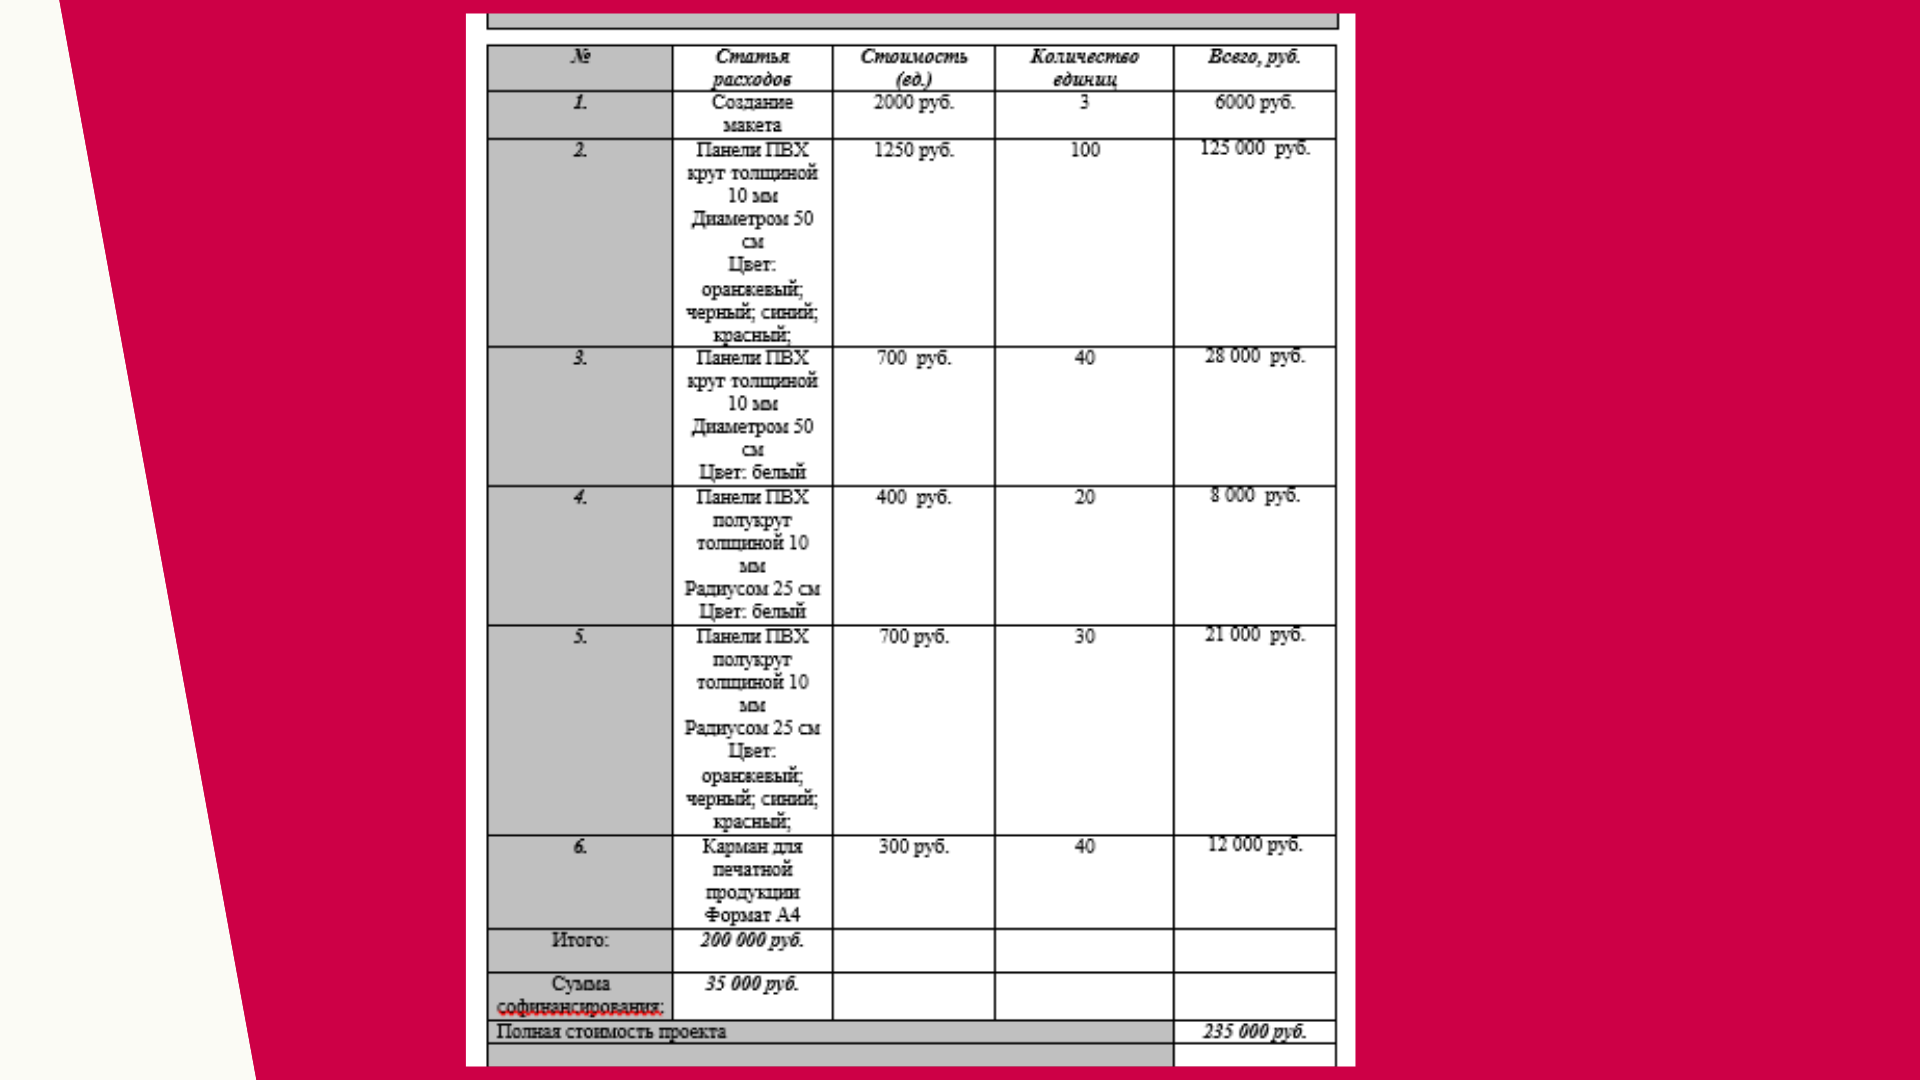 № Статья расходов Стоимость (ед.) Количество единиц Всего, руб.
1. Создание макета 2000 руб. 3 6000 руб.
2. Панели ПВХ 1250 руб. 100 125 000 руб.
круг толщиной
10 мм
Диаметром 50
см
Цвет:
оранжевый;
черный; синий;
красный;
3. Панели ПВХ 700 руб. 40 28 000 руб.
круг толщиной
10 мм
Диаметром 50
см
Цвет: белый
4. Панели ПВХ 400 руб. 20 8 000 руб.
полукруг
толщиной 10
мм
Радиусом 25 см
Цвет: белый
5. Панели ПВХ 700 руб. 30 21 000 руб.
полукруг
толщиной 10
мм
Радиусом 25 см
Цвет:
оранжевый;
черный; синий;
красный;
6. Карман для 300 руб. 40 12 000 руб.
печатной
продукции
Формат А4
Итого: 200 000 руб.
Сумма софинансирования: 35 000 руб.
Полная стоимость проекта 235 000 руб.